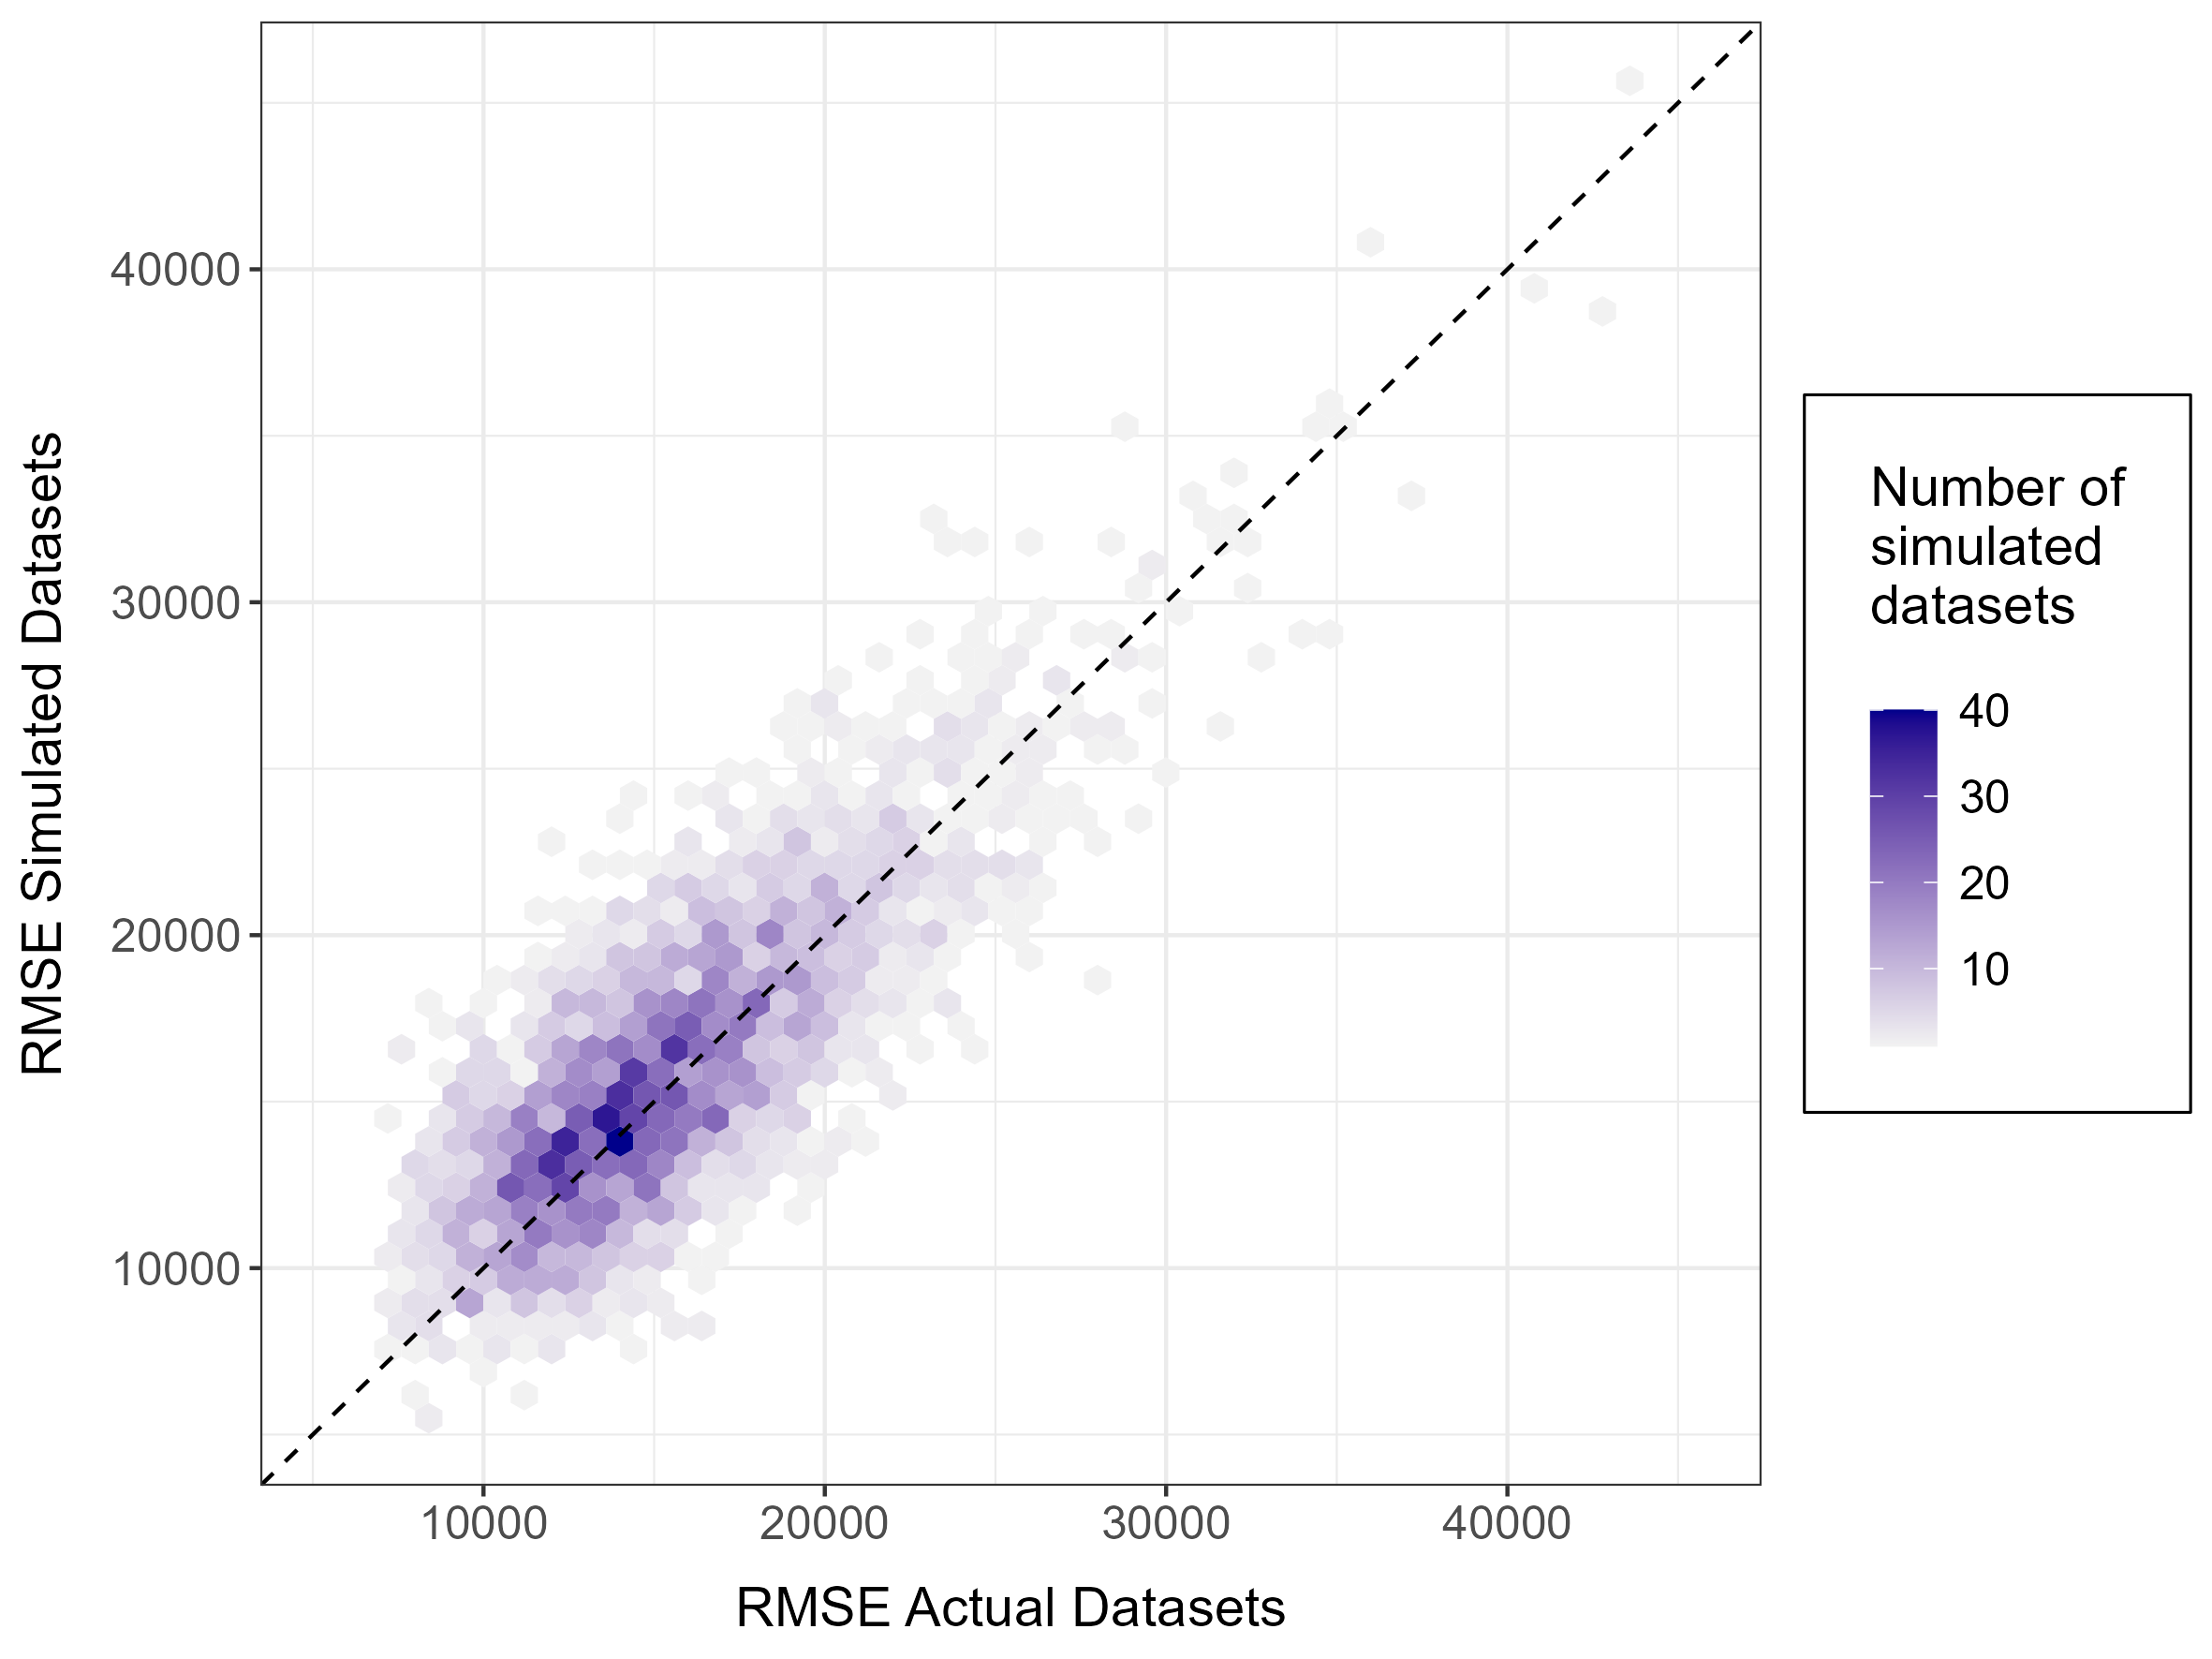 RMSE Simulated Datasets
40000
30000
20000
10000
10000 20000 30000 40000
RMSE Actual Datasets
Number of
simulated
datasets
40
30
20
10